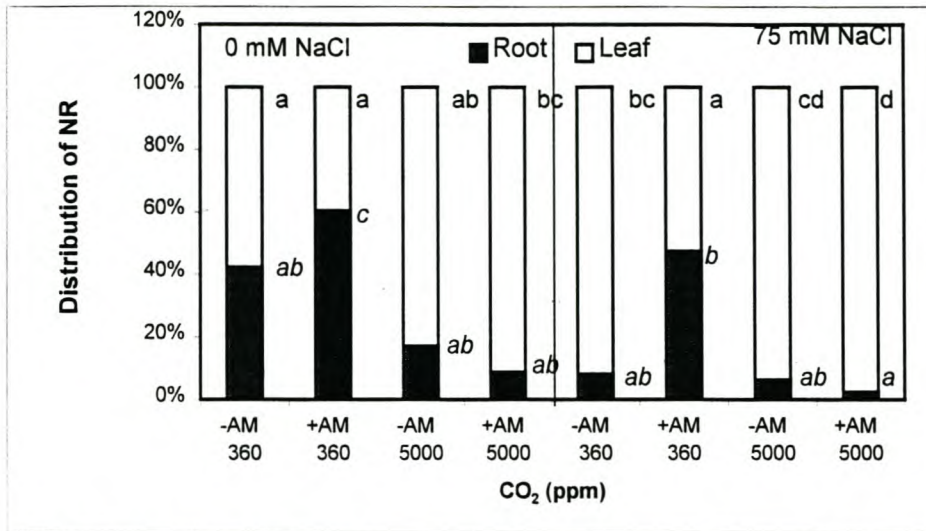 120%
0 mM NaCl
Root
Leaf
75 mM NaCl
100%
a
a
ab
bc
bc
a
cd
d
80%
60%
c
b
40%
ab
20%
ab
ab
ab
ab
a
0%
Distribution of NR
-AM
+AM
-AM
+AM
-AM
+AM
-AM
+AM
360
360
5000
5000
360
360
5000
5000
CO₂ (ppm)